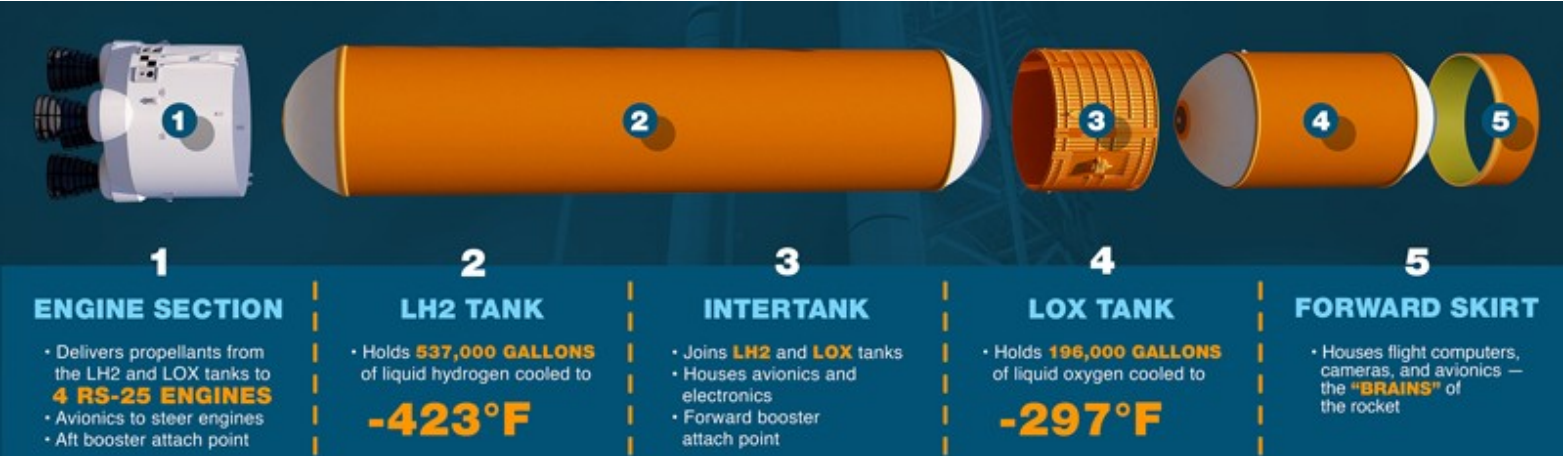 1
2
3
4
5
1
ENGINE SECTION
• Delivers propellants from
the LH2 and LOX tanks to
4 RS-25 ENGINES
• Avionics to steer engines
• Aft booster attach point
2
LH2 TANK
• Holds 537,000 GALLONS
of liquid hydrogen cooled to
-423°F
3
INTERTANK
• Joins LH2 and LOX tanks
• Houses avionics and
electronics
• Forward booster
attach point
4
LOX TANK
• Holds 196,000 GALLONS
of liquid oxygen cooled to
-297°F
5
FORWARD SKIRT
• Houses flight computers,
cameras, and avionics —
the “BRAINS” of
the rocket